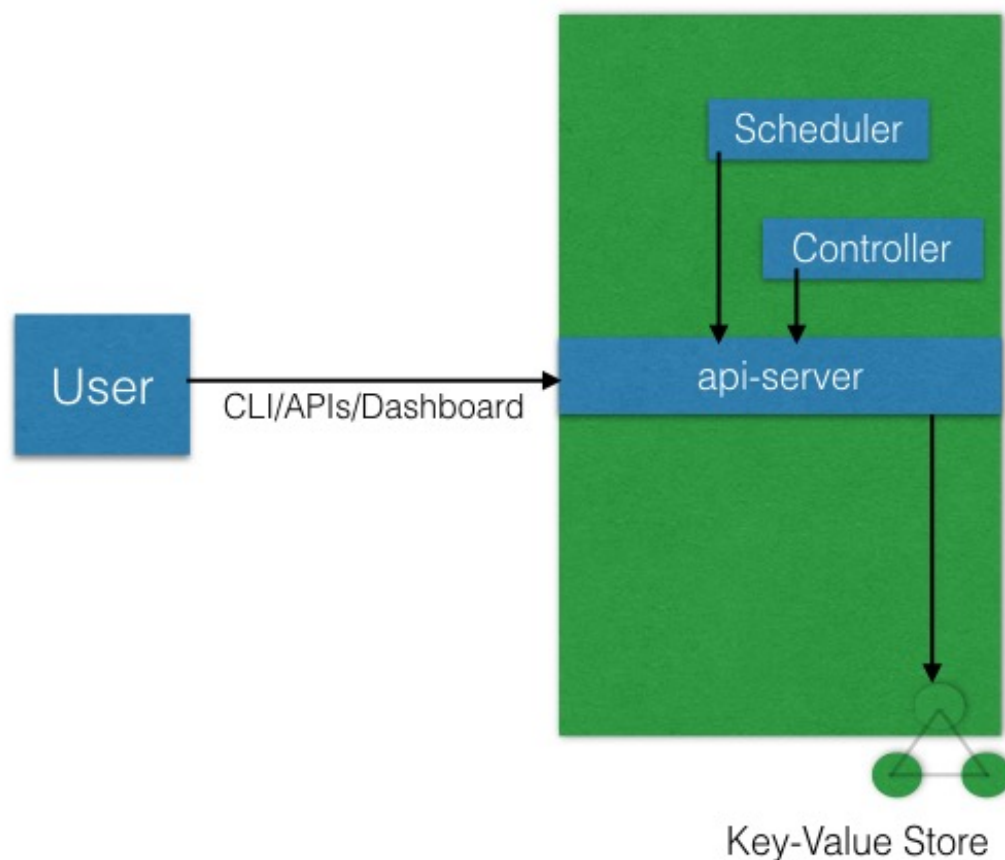 Scheduler
Controller
User
CLI/APIs/Dashboard
api-server
Key-Value Store